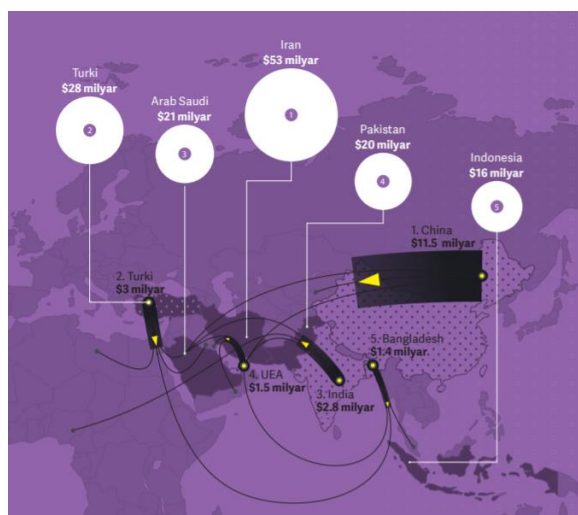 Iran
$53 milyar
1
Turki
$28 milyar
2
Arab Saudi
$21 milyar
3
Pakistan
$20 milyar
4
Indonesia
$16 milyar
5
1. China
$11.5 milyar
2. Turki
$3 milyar
5. Bangladesh
$1.4 milyar
4. UEA
$1.5 milyar
3. India
$2.8 milyar